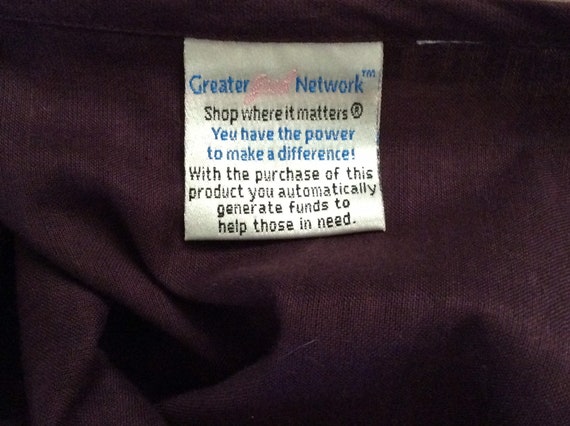 Greater Good Network™
Shop where it matters®
You have the power
to make a difference!
With the purchase of this
product you automatically
generate funds to
help those in need.